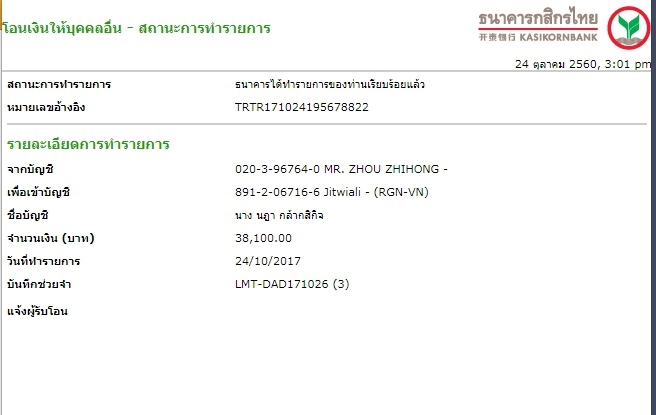 โอนเงินให้บุคคลอื่น - สถานะการทำรายการ
ธนาคารกสิกรไทย
开泰银行 KASIKORNBANK
24 ตุลาคม 2560, 3:01 pm
สถานะการทำรายการ ธนาคารได้ทำรายการของท่านเรียบร้อยแล้ว
หมายเลขอ้างอิง TRTR171024195678822
รายละเอียดการทำรายการ
จากบัญชี 020-3-96764-0 MR. ZHOU ZHIHONG -
เพื่อเข้าบัญชี 891-2-06716-6 Jitwiali - (RGN-VN)
ชื่อบัญชี นาง นฎา กล้ากสิกิจ
จำนวนเงิน (บาท) 38,100.00
วันที่ทำรายการ 24/10/2017
บันทึกช่วยจำ LMT-DAD171026 (3)
แจ้งผู้รับโอน